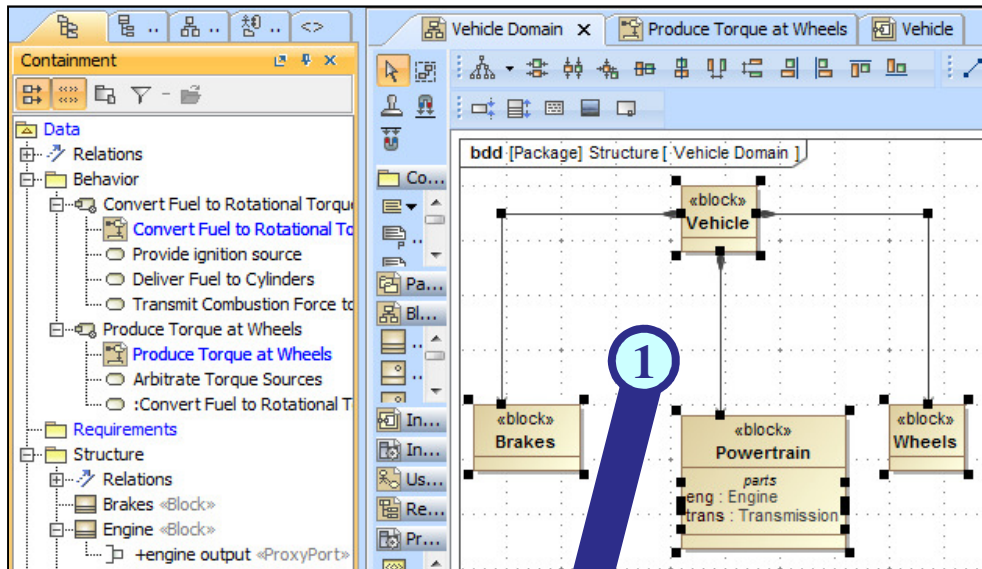 <>
Containment
Data
Relations
Behavior
Convert Fuel to Rotational Torque
Convert Fuel to Rotational To
Provide ignition source
Deliver Fuel to Cylinders
Transmit Combustion Force to
Produce Torque at Wheels
Produce Torque at Wheels
Arbitrate Torque Sources
:Convert Fuel to Rotational T
Requirements
Structure
Relations
Brakes «Block»
Engine «Block»
+engine output «ProxyPort»
Vehicle Domain X
Produce Torque at Wheels
Vehicle
Co...
Pa...
Bl...
In...
In...
Us...
Re...
Pr...
bdd [Package] Structure [ Vehicle Domain ]
«block»
Vehicle
1
«block»
Brakes
«block»
Powertrain
parts
eng : Engine
trans : Transmission
«block»
Wheels